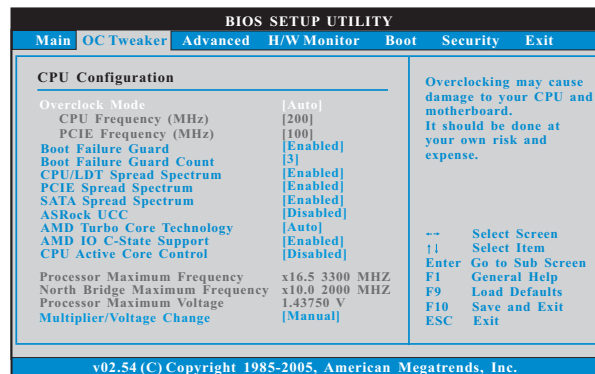 BIOS SETUP UTILITY
Main OC Tweaker Advanced H/W Monitor Boot Security Exit
CPU Configuration
Overclock Mode [Auto]
CPU Frequency (MHz) [200]
PCIE Frequency (MHz) [100]
Boot Failure Guard [Enabled]
Boot Failure Guard Count [3]
CPU/LDT Spread Spectrum [Enabled]
PCIE Spread Spectrum [Enabled]
SATA Spread Spectrum [Enabled]
ASRock UCC [Disabled]
AMD Turbo Core Technology [Auto]
AMD IO C-State Support [Enabled]
CPU Active Core Control [Disabled]
Processor Maximum Frequency x16.5 3300 MHZ
North Bridge Maximum Frequency x10.0 2000 MHZ
Processor Maximum Voltage 1.43750 V
Multiplier/Voltage Change [Manual]
Overclocking may cause
damage to your CPU and
motherboard.
It should be done at
your own risk and
expense.
←→ Select Screen
↑↓ Select Item
Enter Go to Sub Screen
F1 General Help
F9 Load Defaults
F10 Save and Exit
ESC Exit
v02.54 (C) Copyright 1985-2005, American Megatrends, Inc.